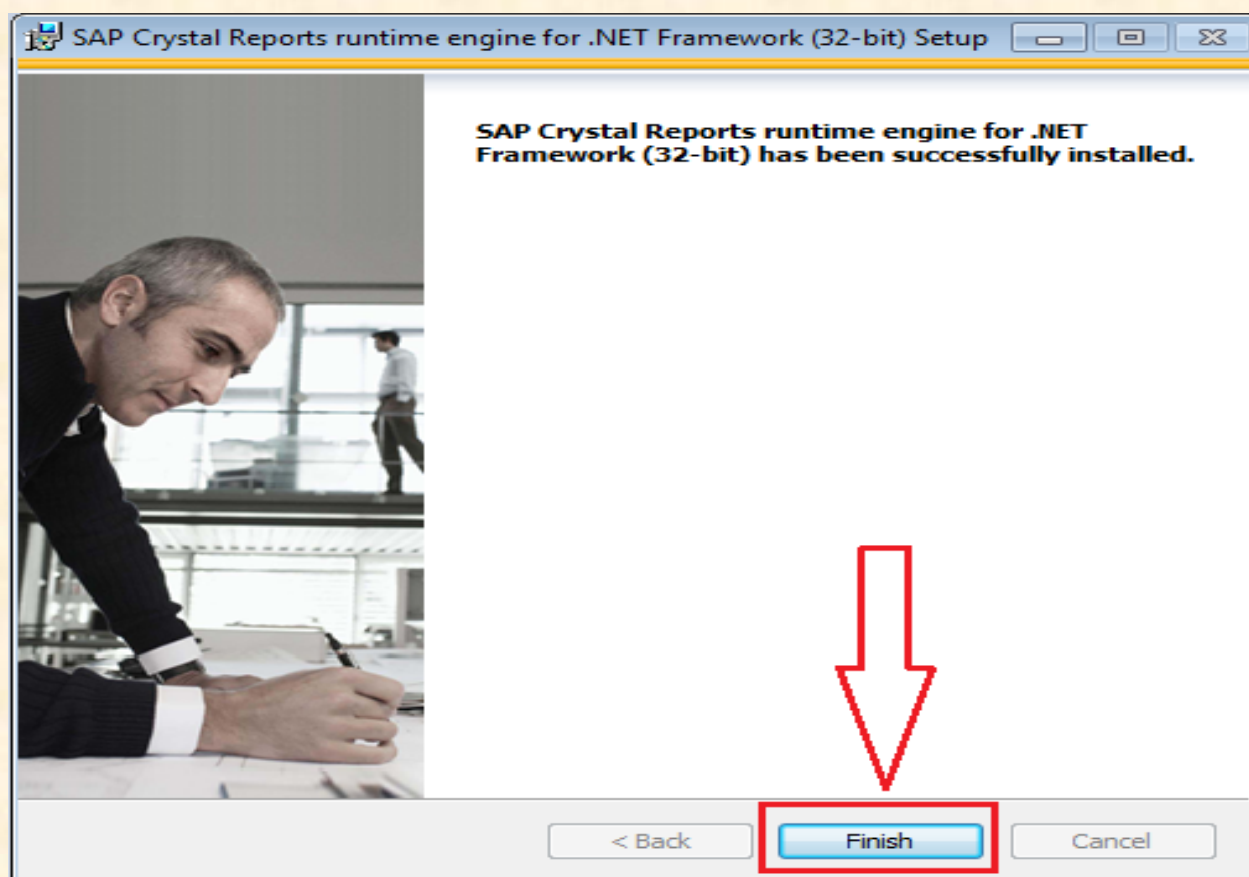 SAP Crystal Reports runtime engine for .NET Framework (32-bit) Setup
SAP Crystal Reports runtime engine for .NET
Framework (32-bit) has been successfully installed.
< Back
Finish
Cancel